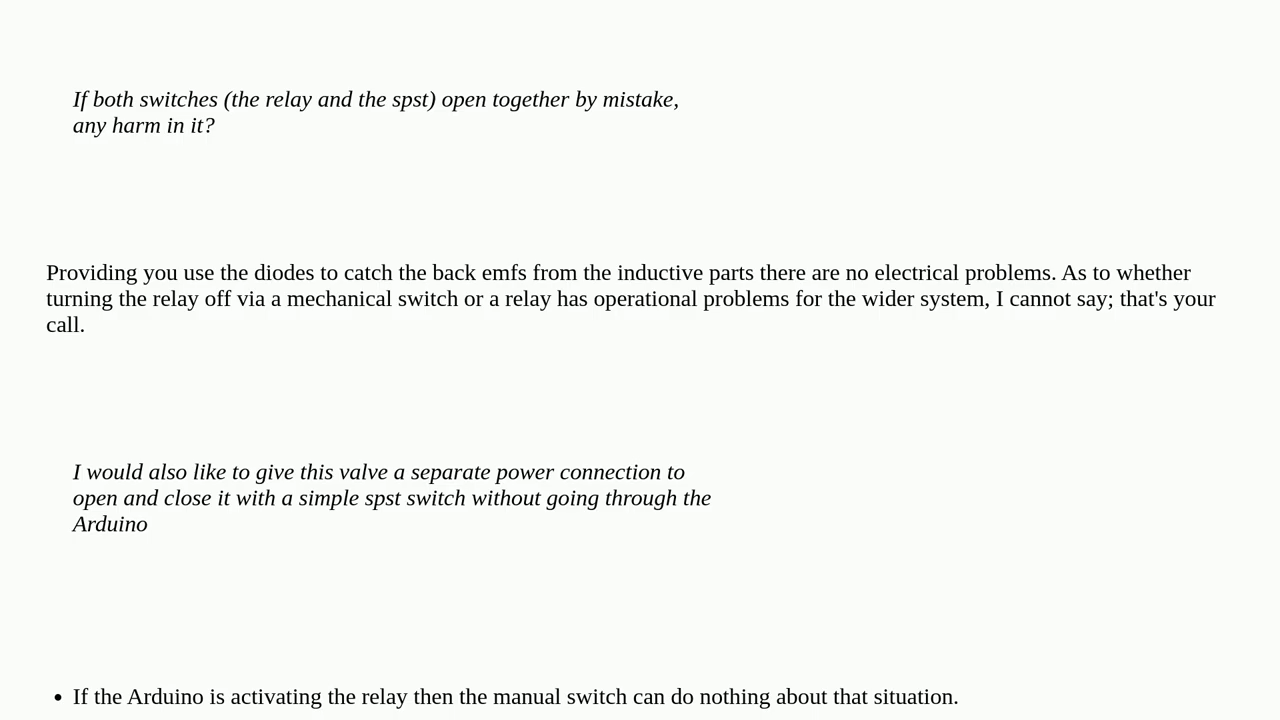 If both switches (the relay and the spst) open together by mistake,
any harm in it?
Providing you use the diodes to catch the back emfs from the inductive parts there are no electrical problems. As to whether
turning the relay off via a mechanical switch or a relay has operational problems for the wider system, I cannot say; that's your
call.
I would also like to give this valve a separate power connection to
open and close it with a simple spst switch without going through the
Arduino
• If the Arduino is activating the relay then the manual switch can do nothing about that situation.